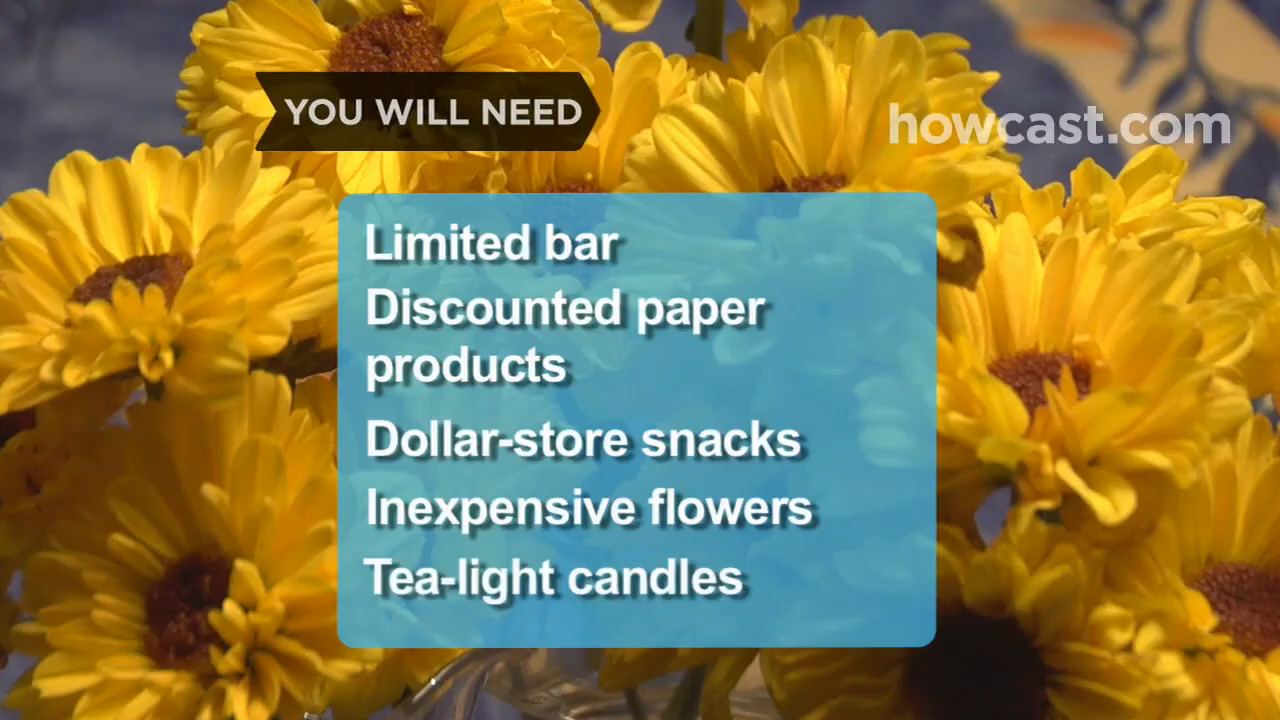 YOU WILL NEED
howcast.com
Limited bar
Discounted paper
products
Dollar-store snacks
Inexpensive flowers
Tea-light candles